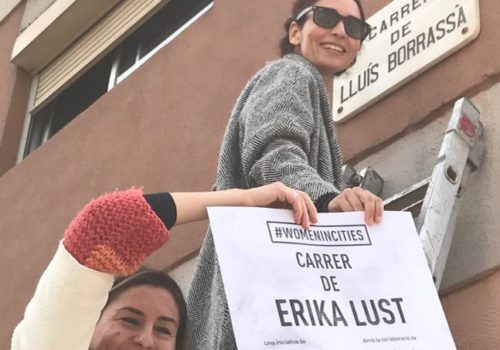 CARRER
DE
LLUÍS BORRASSÀ
#WOMENINCITIES
CARRER
DE
ERIKA LUST
Una iniciativa de
Amb la col·laboració de